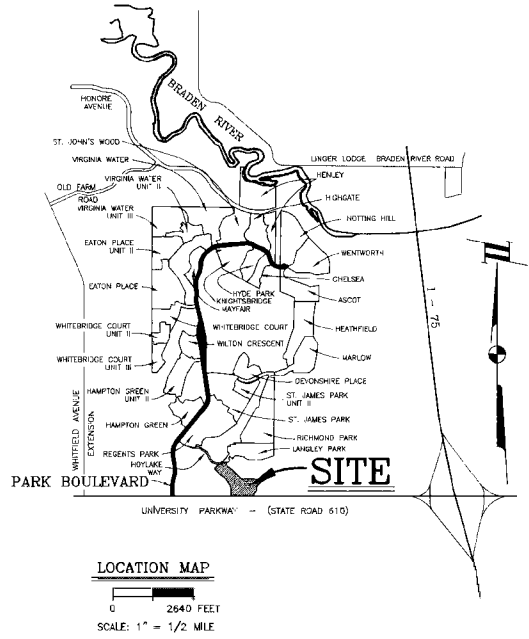 HONORE
AVENUE
BRADEN RIVER
ST. JOHN'S WOOD
VIRGINIA WATER
VIRGINIA WATER
UNIT II
OLD FARM
ROAD
VIRGINIA WATER
UNIT III
LINGER LODGE BRADEN RIVER ROAD
HENLEY
HIGHGATE
NOTTING HILL
EATON PLACE
UNIT II
WENTWORTH
CHELSEA
HYDE PARK
KNIGHTSBRIDGE
MAYFAIR
ASCOT
EATON PLACE
N
I-75
WHITEBRIDGE COURT
UNIT II
WHITEBRIDGE COURT
HEATHFIELD
WILTON CRESCENT
MARLOW
WHITEBRIDGE COURT
UNIT III
DEVONSHIRE PLACE
HAMPTON GREEN
UNIT II
ST. JAMES PARK
UNIT II
WHITFIELD AVENUE
EXTENSION
HAMPTON GREEN
ST. JAMES PARK
RICHMOND PARK
REGENTS PARK
LANGLEY PARK
HOYLAKE
WAY
SITE
PARK BOULEVARD
UNIVERSITY PARKWAY - (STATE ROAD 610)
LOCATION MAP
0 2640 FEET
SCALE: 1" = 1/2 MILE